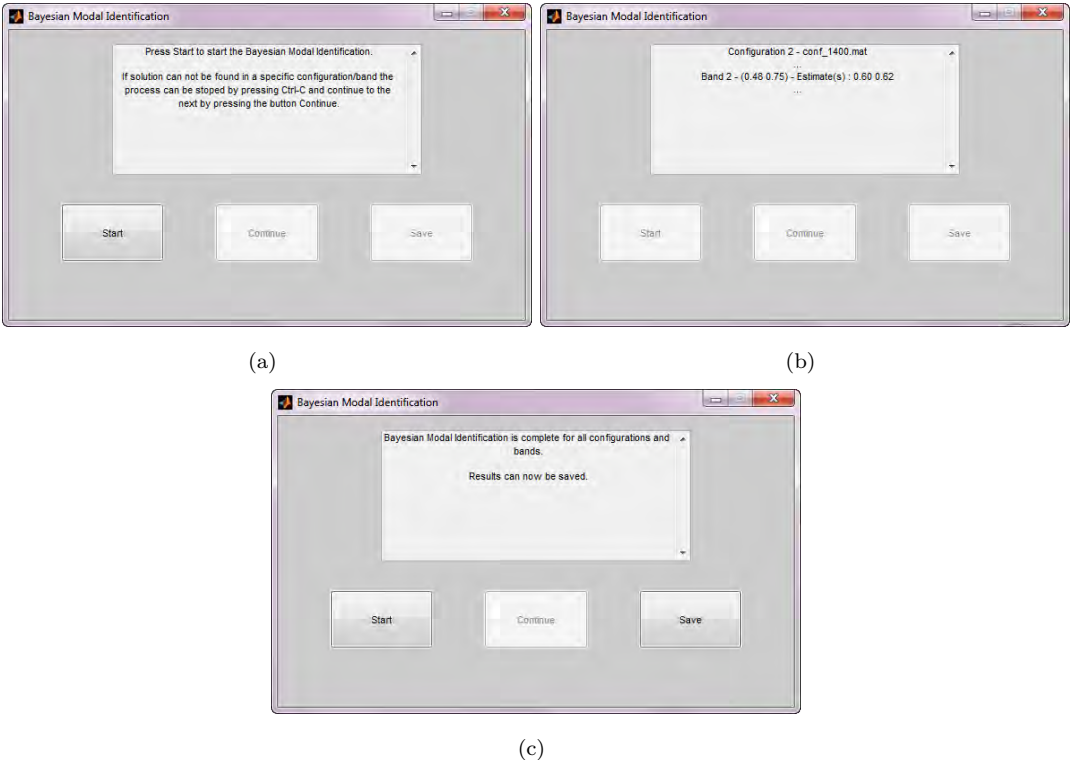 Bayesian Modal Identification
Press Start to start the Bayesian Modal Identification.
If solution can not be found in a specific configuration/band the
process can be stoped by pressing Ctrl-C and continue to the
next by pressing the button Continue.
Start Continue Save
(a)
Bayesian Modal Identification
Configuration 2 - conf_1400.mat
...
Band 2 - (0.48 0.75) - Estimate(s) : 0.60 0.62
...
Start Continue Save
(b)
Bayesian Modal Identification
Bayesian Modal Identification is complete for all configurations and
bands.
Results can now be saved.
Start Continue Save
(c)